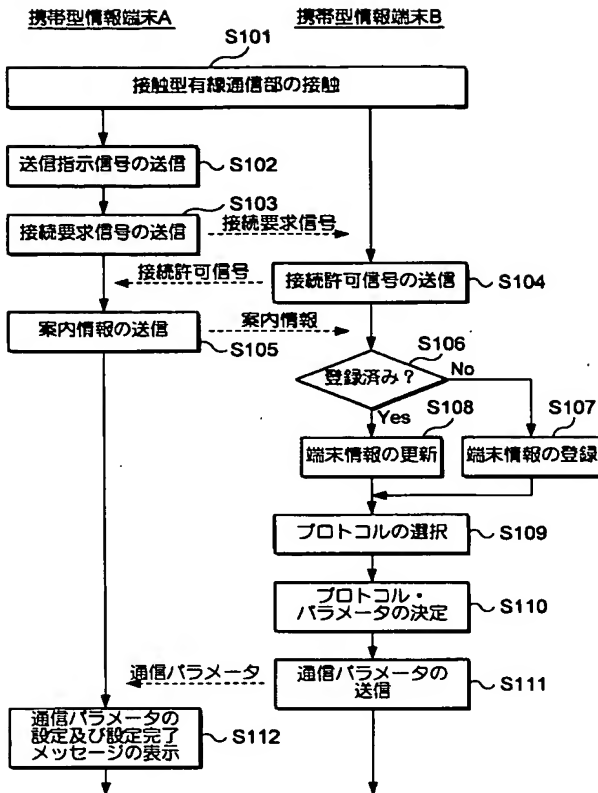 携帯型情報端末A
携帯型情報端末B
S101
接触型有線通信部の接触
送信指示信号の送信
S102
S103
接続要求信号の送信
接続要求信号
接続許可信号
接続許可信号の送信
S104
案内情報の送信
案内情報
S105
S106
登録済み?
No
Yes
S108
S107
端末情報の更新
端末情報の登録
プロトコルの選択
S109
プロトコル・
パラメータの決定
S110
通信パラメータ
通信パラメータの
送信
S111
通信パラメータの
設定及び設定完了
メッセージの表示
S112